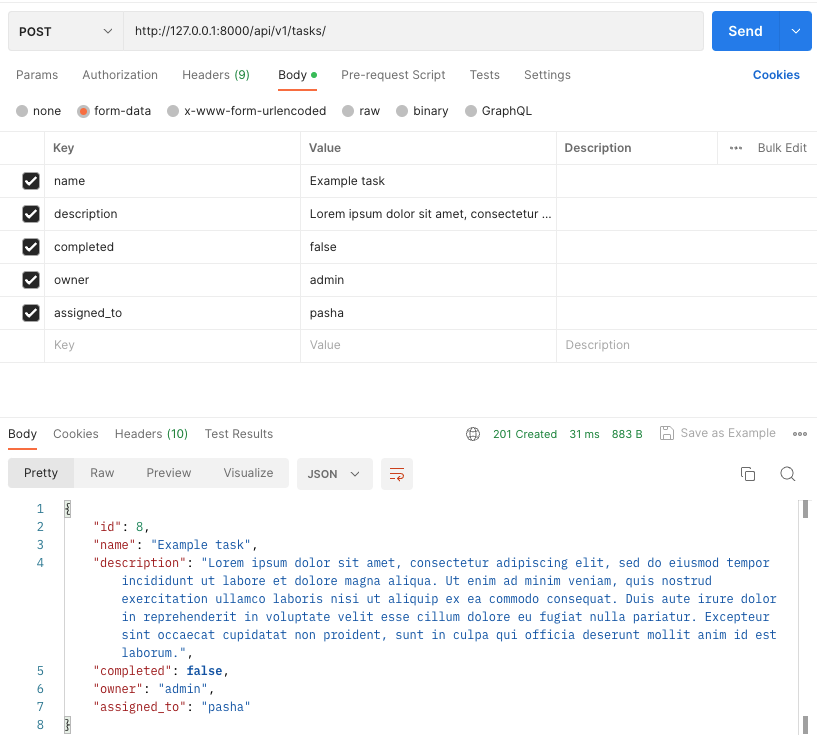 POST http://127.0.0.1:8000/api/v1/tasks/ Send
Params Authorization Headers (9) Body Pre-request Script Tests Settings Cookies
none form-data x-www-form-urlencoded raw binary GraphQL
Key Value Description ••• Bulk Edit
name Example task
description Lorem ipsum dolor sit amet, consectetur ...
completed false
owner admin
assigned_to pasha
Key Value Description
Body Cookies Headers (10) Test Results 201 Created 31 ms 883 B Save as Example •••
Pretty Raw Preview Visualize JSON
1 {
2 "id": 8,
3 "name": "Example task",
4 "description": "Lorem ipsum dolor sit amet, consectetur adipiscing elit, sed do eiusmod tempor
incididunt ut labore et dolore magna aliqua. Ut enim ad minim veniam, quis nostrud
exercitation ullamco laboris nisi ut aliquip ex ea commodo consequat. Duis aute irure dolor
in reprehenderit in voluptate velit esse cillum dolore eu fugiat nulla pariatur. Excepteur
sint occaecat cupidatat non proident, sunt in culpa qui officia deserunt mollit anim id est
laborum.",
5 "completed": false,
6 "owner": "admin",
7 "assigned_to": "pasha"
8 }